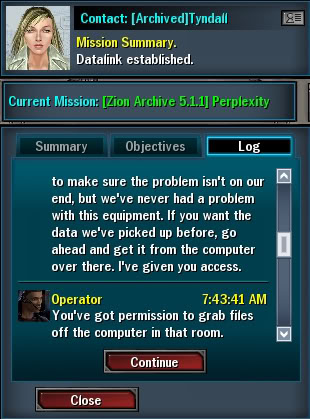 Contact: [Archived]Tyndall
Mission Summary.
Datalink established.
Current Mission: [Zion Archive 5.1.1] Perplexity
Summary
Objectives
Log
to make sure the problem isn't on our
end, but we've never had a problem
with this equipment. If you want the
data we've picked up before, go
ahead and get it from the computer
over there. I've given you access.
Operator 7:43:41 AM
You've got permission to grab files
off the computer in that room.
Continue
Close